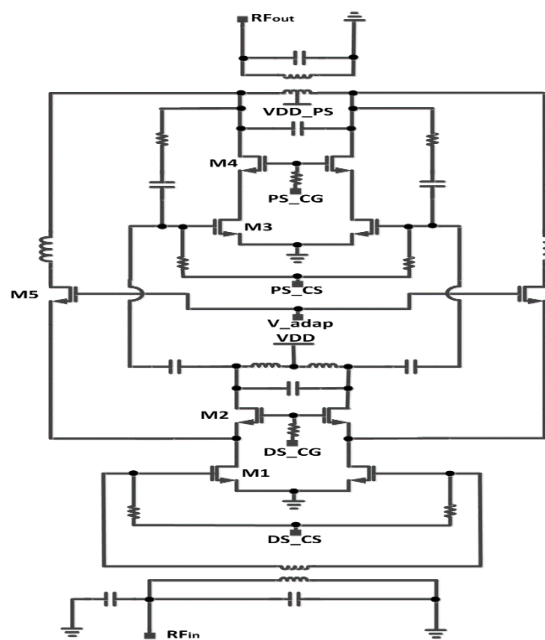 RFout
VDD_PS
M4
PS_CG
M3
PS_CS
M5
V_adap
VDD
M2
DS_CG
M1
DS_CS
RFin